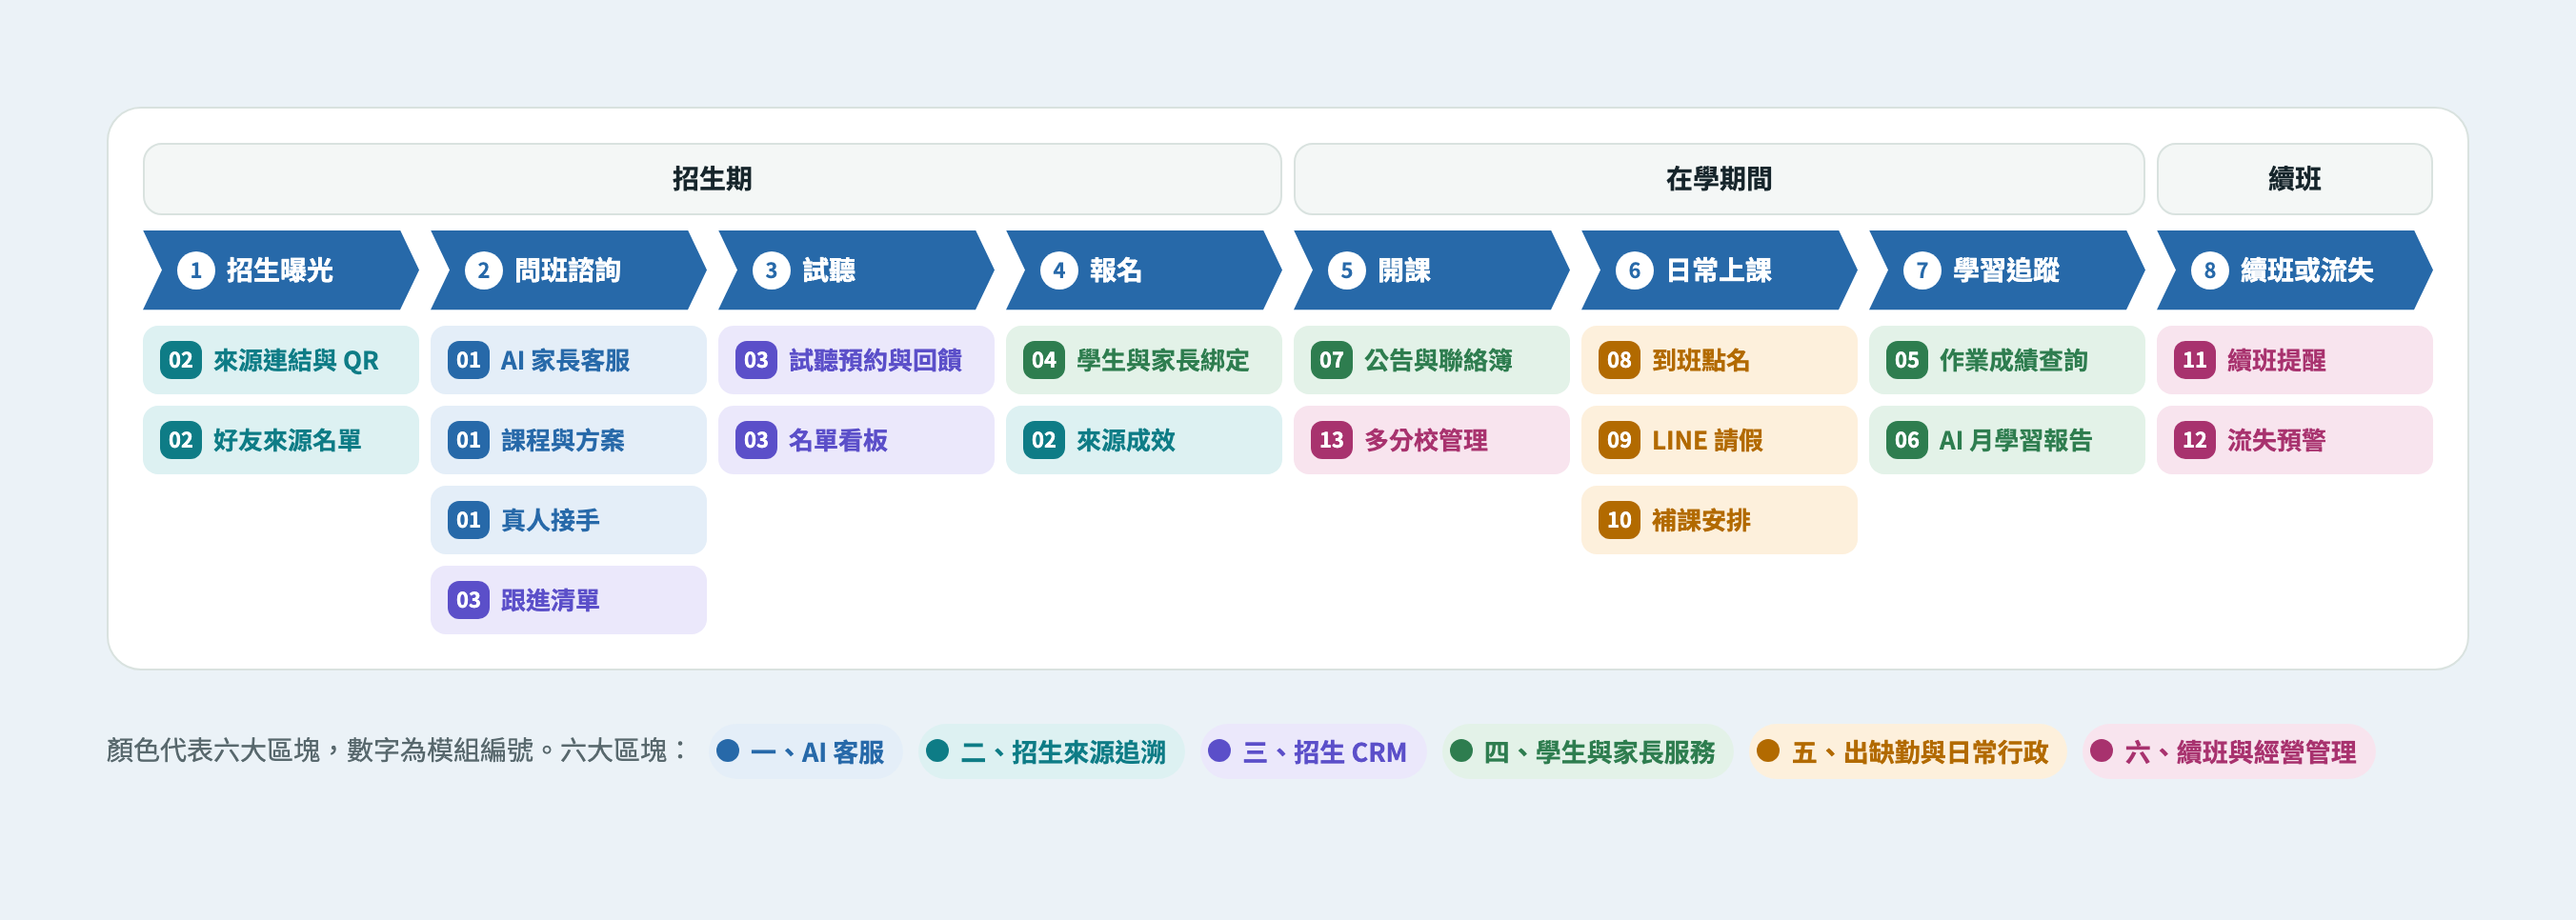 招生期
在學期間
續班
1 招生曝光
2 問班諮詢
3 試聽
4 報名
5 開課
6 日常上課
7 學習追蹤
8 續班或流失
02 來源連結與 QR
02 好友來源名單
01 AI 家長客服
01 課程與方案
01 真人接手
03 跟進清單
03 試聽預約與回饋
03 名單看板
04 學生與家長綁定
02 來源成效
07 公告與聯絡簿
13 多分校管理
08 到班點名
09 LINE 請假
10 補課安排
05 作業成績查詢
06 AI 月學習報告
11 續班提醒
12 流失預警
顏色代表六大區塊，數字為模組編號。六大區塊：
一、AI 客服
二、招生來源追溯
三、招生 CRM
四、學生與家長服務
五、出缺勤與日常行政
六、續班與經營管理